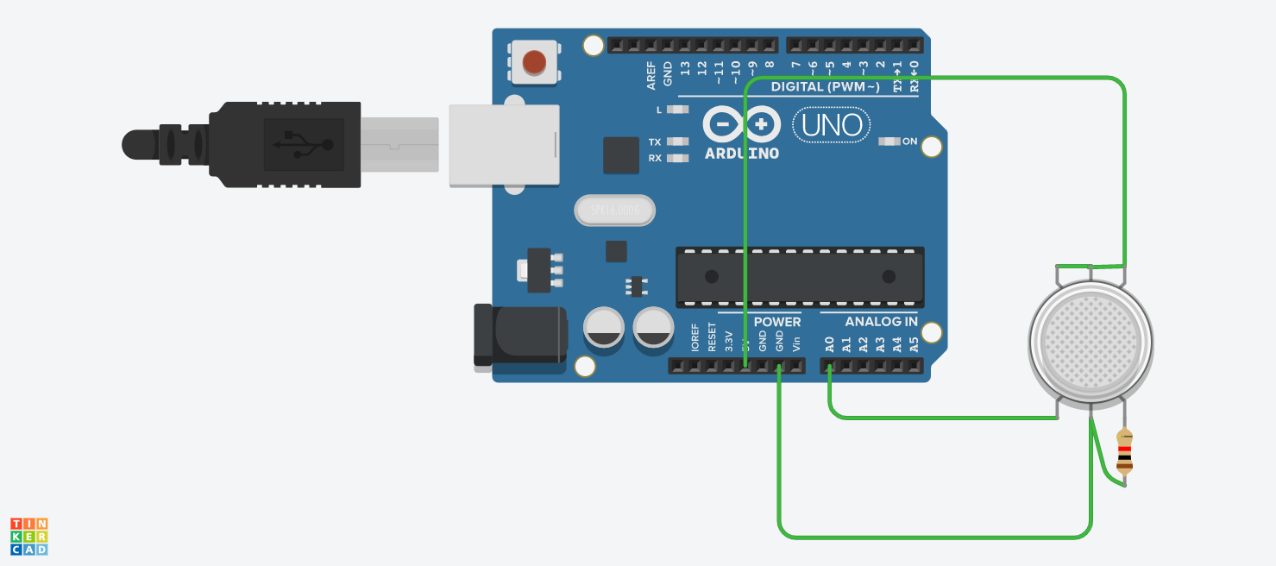 AREF
GND
13
12
~11
~10
~9
8
7
~6
~5
4
~3
2
TX→1
RX←0
DIGITAL (PWM~)
L
TX
RX
ARDUINO
UNO
ON
POWER
ANALOG IN
IOREF
RESET
3.3V
5V
GND
GND
Vin
A0
A1
A2
A3
A4
A5
TIN
KER
CAD